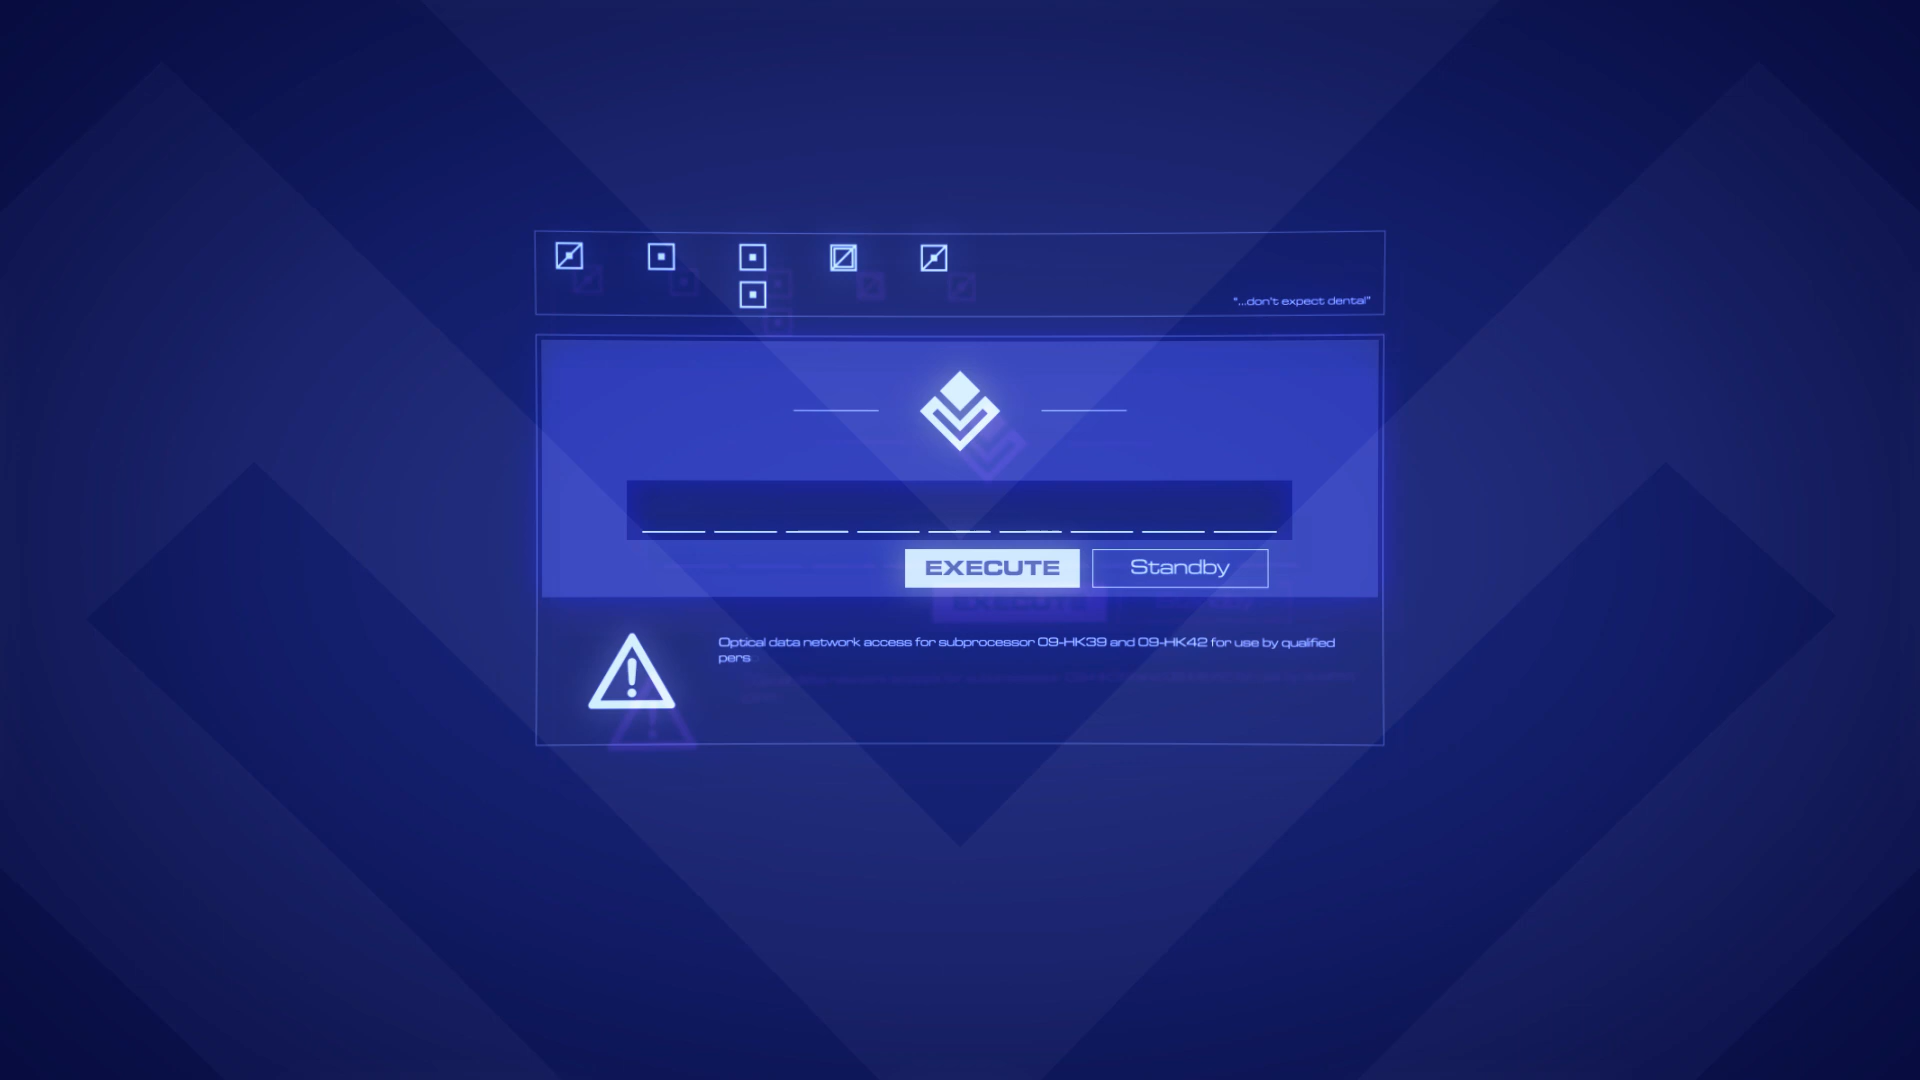 "...don't expect dental"
EXECUTE
Standby
Optical data network access for subprocessor 09-HK39 and 09-HK42 for use by qualified
pers